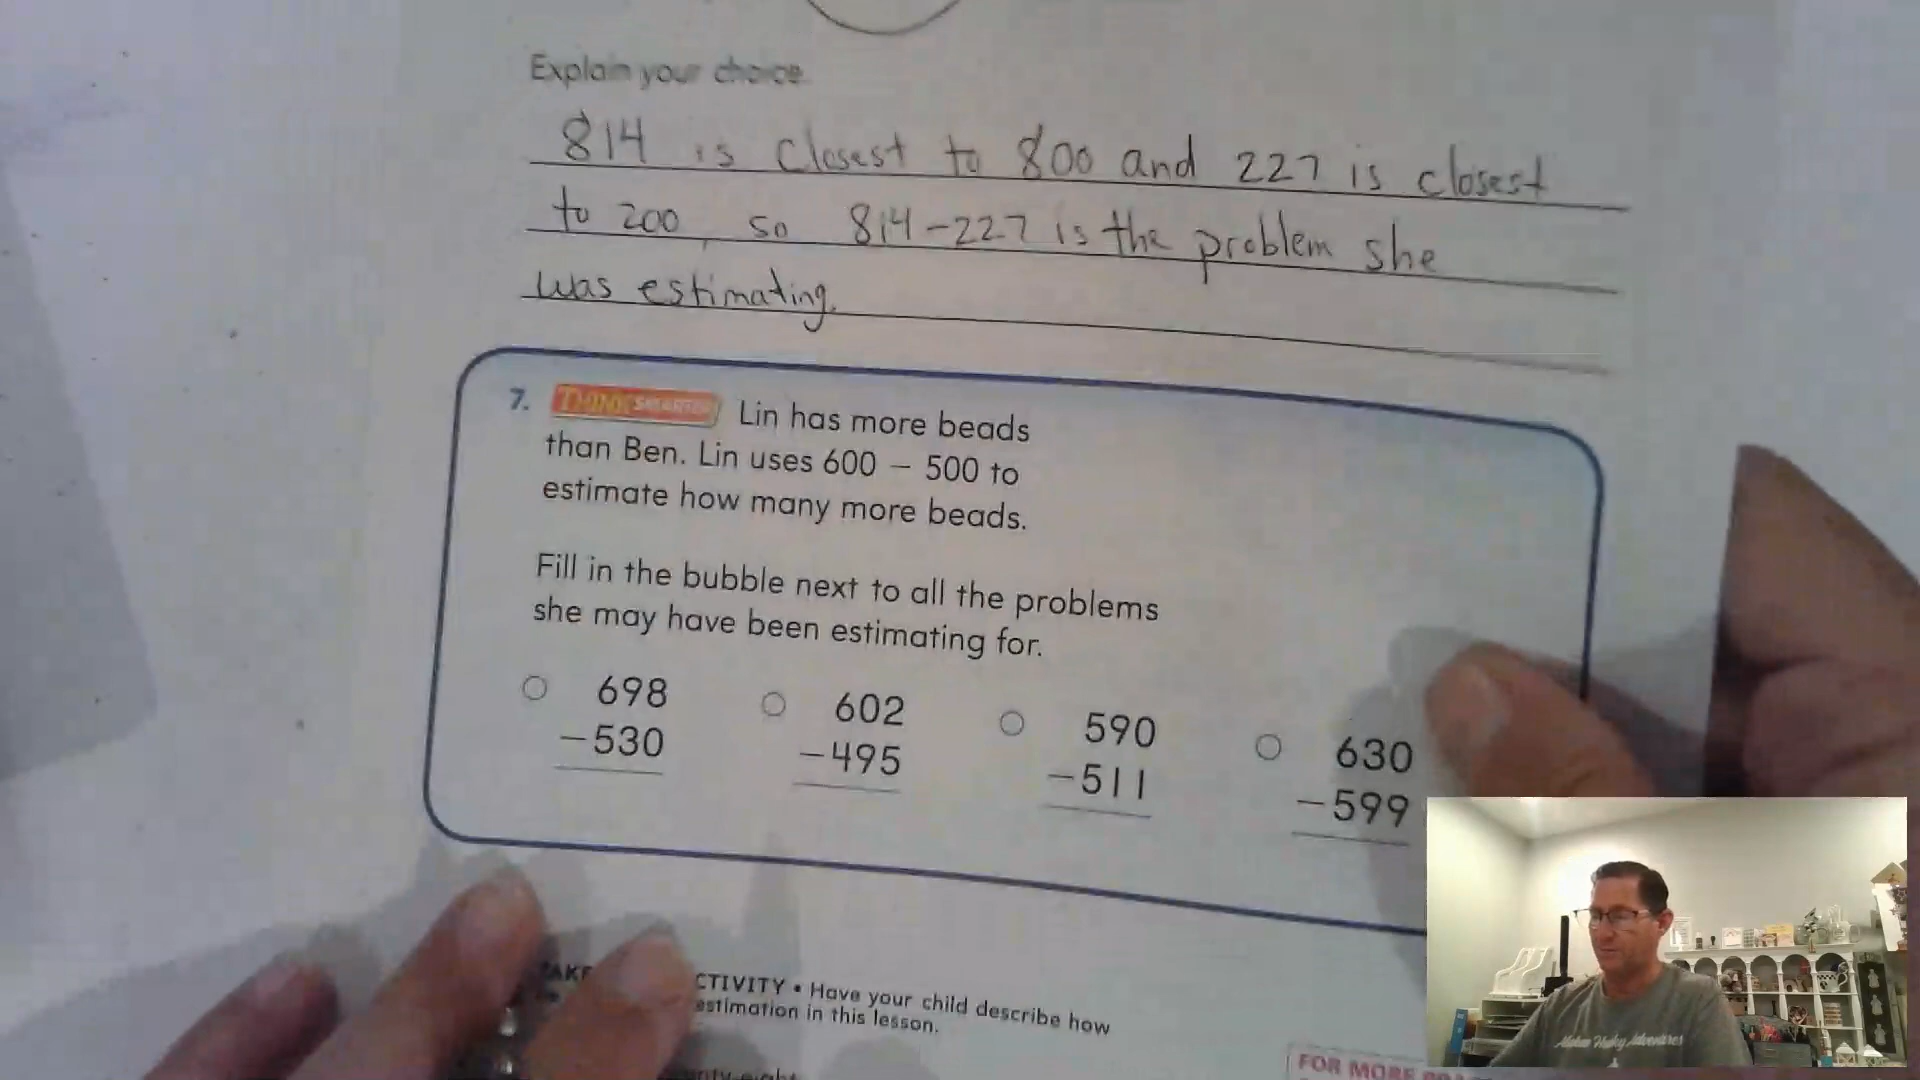 Explain your choice.
814 is closest to 800 and 227 is closest
to 200, so 814-227 is the problem she
was estimating.
7. THINK SMARTER Lin has more beads
than Ben. Lin uses 600 − 500 to
estimate how many more beads.
Fill in the bubble next to all the problems
she may have been estimating for.
698 602 590 630
−530 −495 −511 −599
CTIVITY • Have your child describe how
estimation in this lesson.
FOR MORE